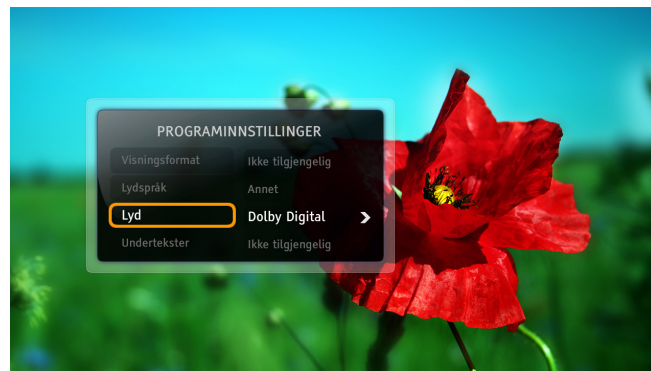 PROGRAMINNSTILLINGER
Visningsformat Ikke tilgjengelig
Lydspråk Annet
Lyd Dolby Digital
Undertekster Ikke tilgjengelig